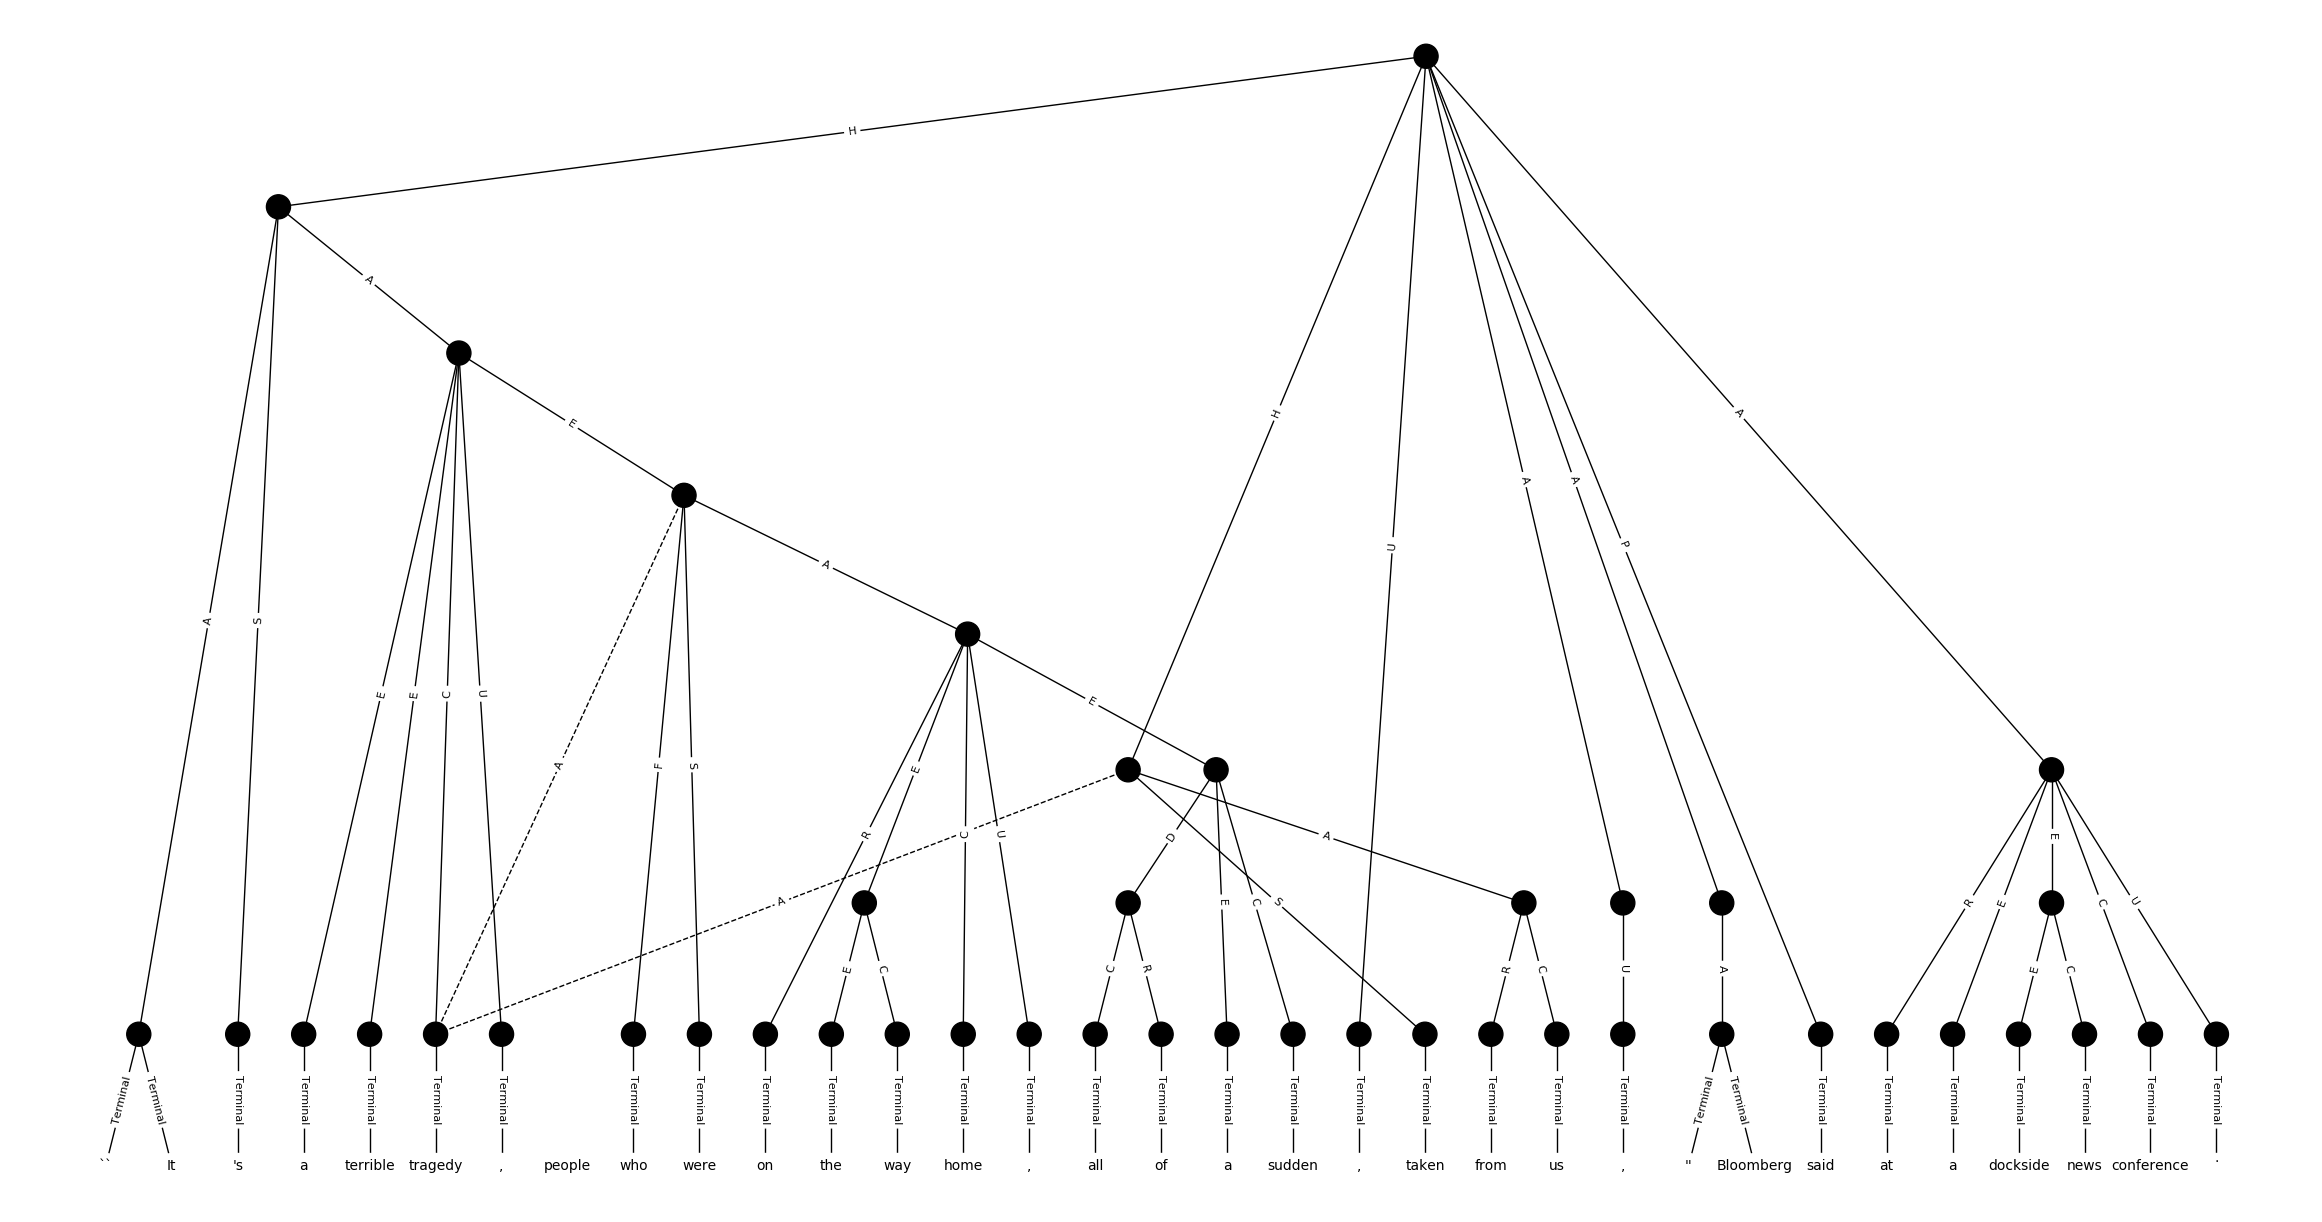 H
A
E
A
H
A
A
A
P
U
A
S
E
E
C
U
A
F
S
E
R
E
C
U
A
D
E
C
S
A
R
E
E
C
U
E
C
C
R
R
C
U
A
E
C
Terminal Terminal Terminal Terminal Terminal Terminal Terminal Terminal Terminal Terminal Terminal Terminal Terminal Terminal Terminal Terminal Terminal Terminal Terminal Terminal Terminal Terminal Terminal Terminal Terminal Terminal Terminal Terminal Terminal Terminal Terminal Terminal
`` It 's a terrible tragedy , people who were on the way home , all of a sudden , taken from us , " Bloomberg said at a dockside news conference .